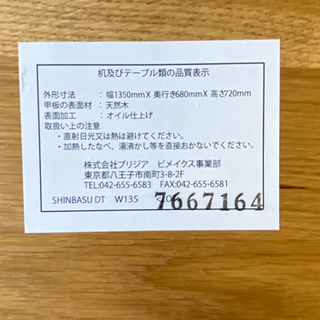 机及びテーブル類の品質表示
外形寸法　：幅1350mmX 奥行き680mmX 高さ720mm
甲板の表面材　：天然木
表面加工　　：オイル仕上げ
取扱い上の注意
・直射日光又は熱は避けてください。
・加熱したなべ、湯沸かし等を直接おかないでください。
株式会社ブリジア　ビメイクス事業部
東京都八王子市南町3-8-2F
TEL:042-655-6583　FAX:042-655-6581
SHINBASU DT　W135
7667164